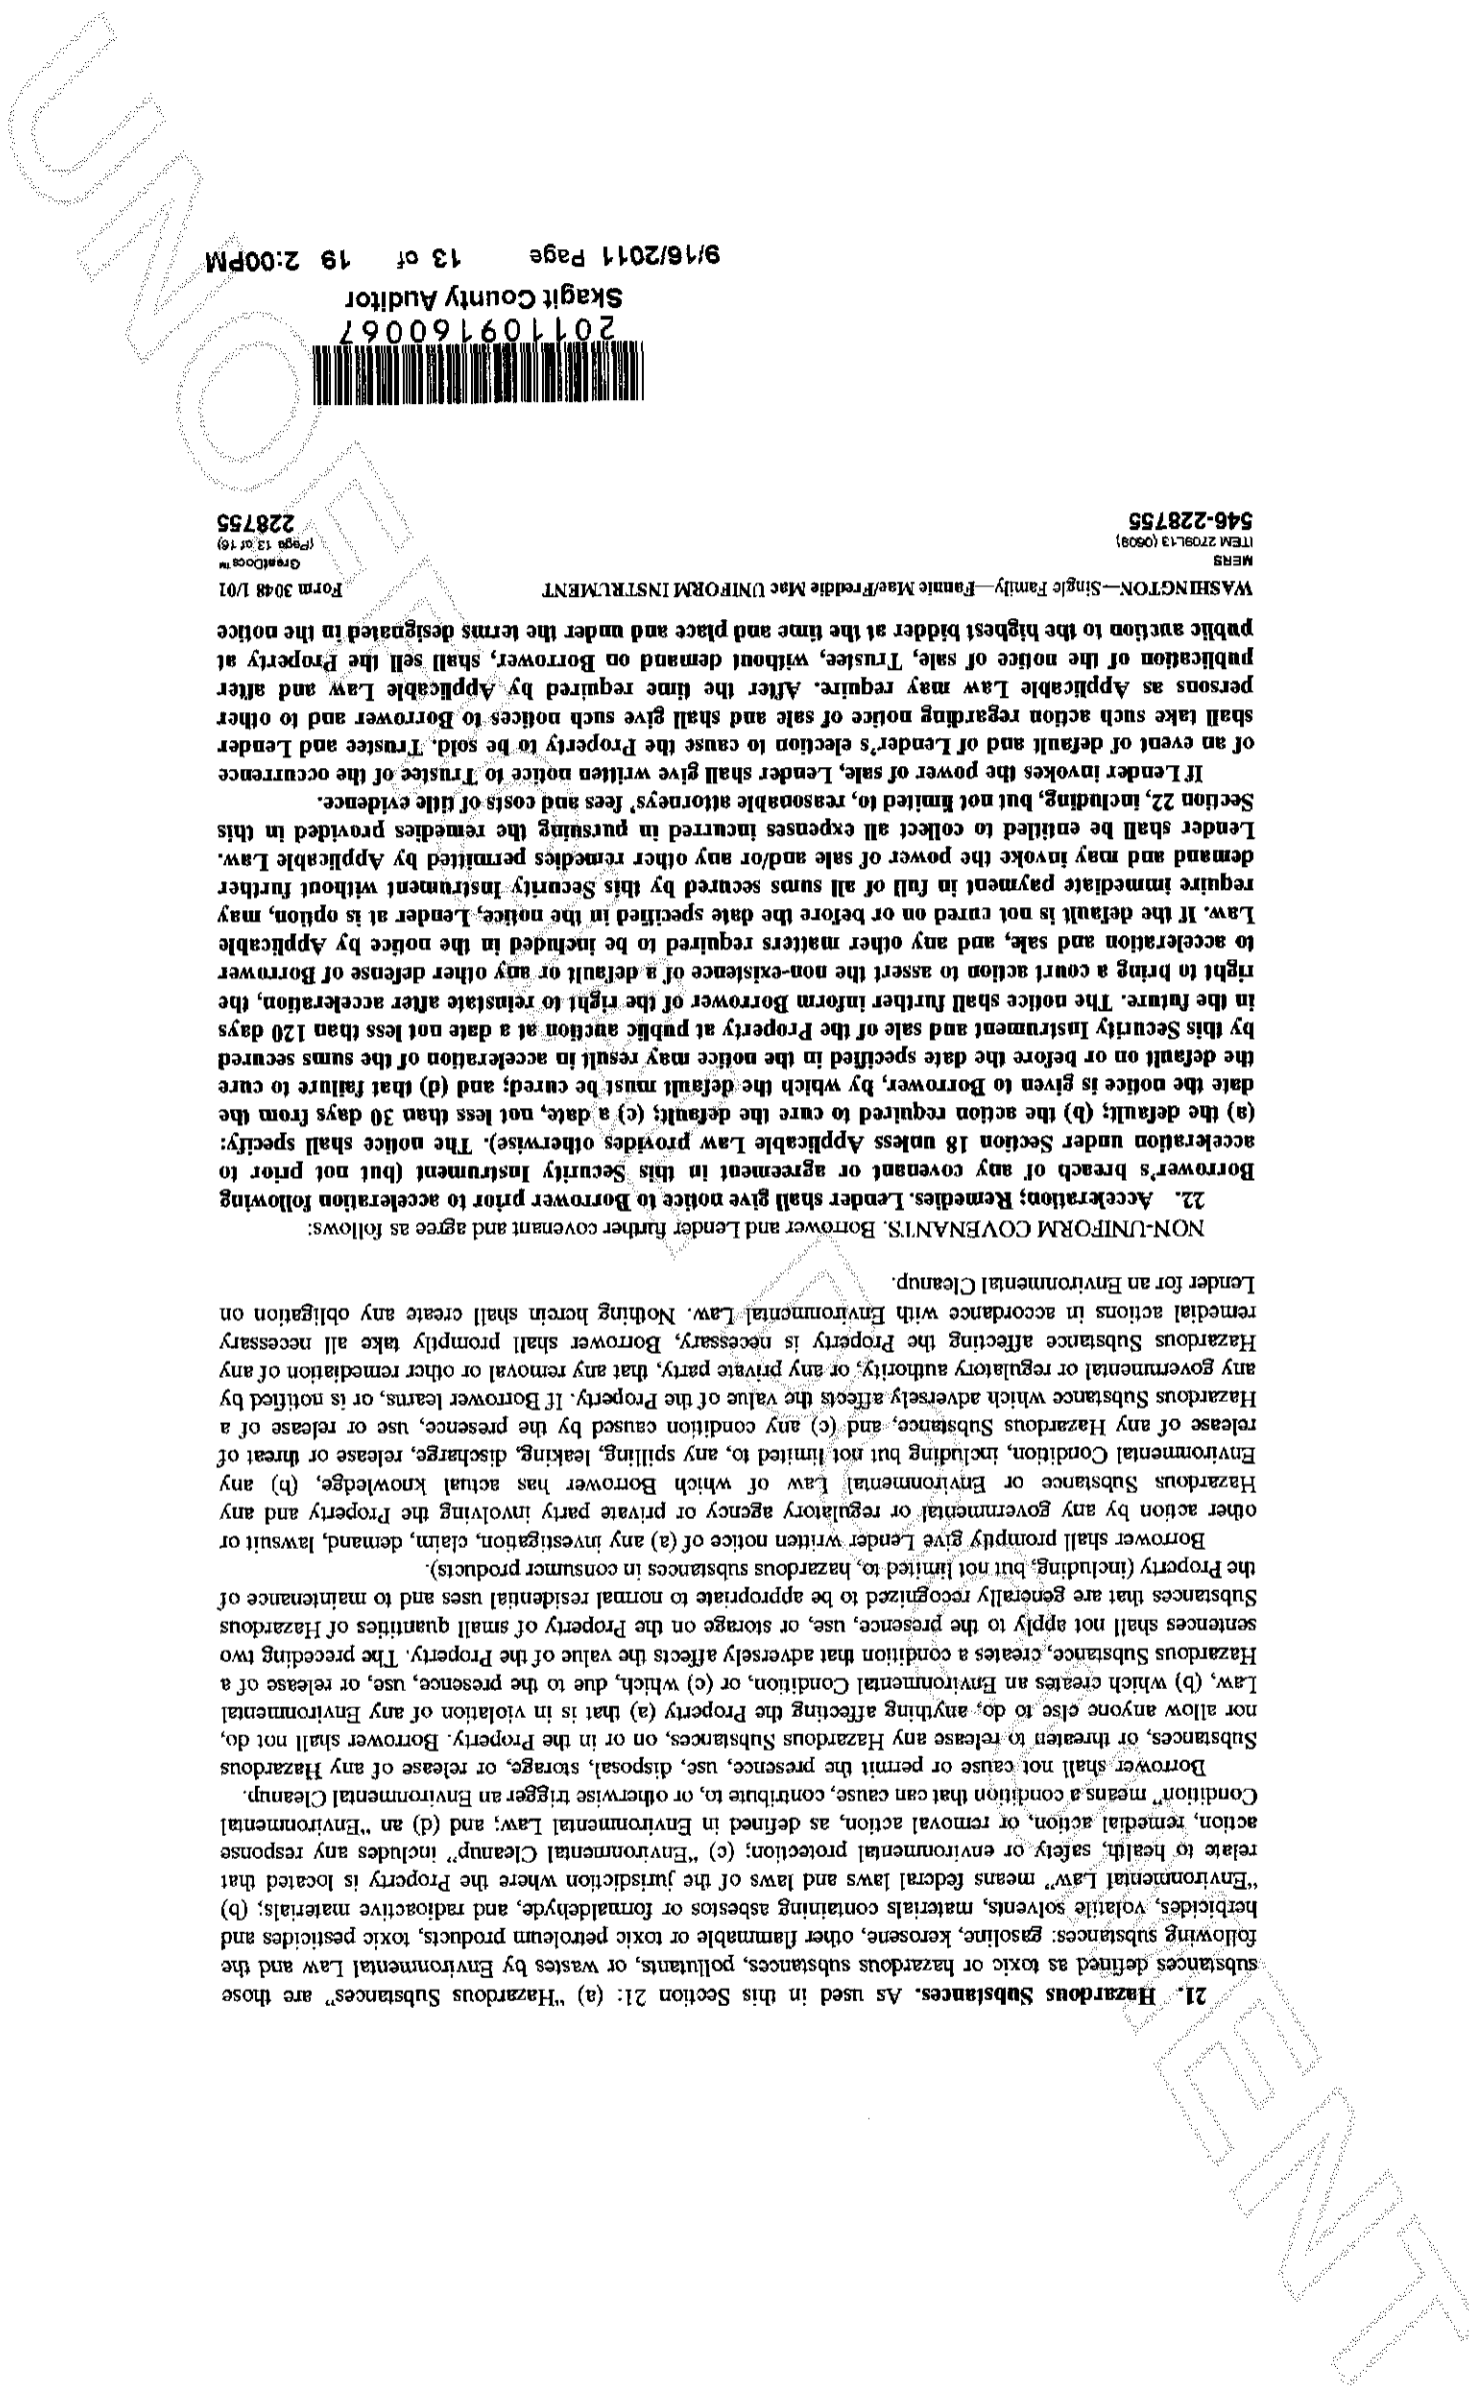 21. Hazardous Substances. As used in this Section 21: (a) "Hazardous Substances" are those
substances defined as toxic or hazardous substances, pollutants, or wastes by Environmental Law and the
following substances: gasoline, kerosene, other flammable or toxic petroleum products, toxic pesticides and
herbicides, volatile solvents, materials containing asbestos or formaldehyde, and radioactive materials; (b)
"Environmental Law" means federal laws and laws of the jurisdiction where the Property is located that
relate to health, safety or environmental protection; (c) "Environmental Cleanup" includes any response
action, remedial action, or removal action, as defined in Environmental Law; and (d) an "Environmental
Condition" means a condition that can cause, contribute to, or otherwise trigger an Environmental Cleanup.
Borrower shall not cause or permit the presence, use, disposal, storage, or release of any Hazardous
Substances, or threaten to release any Hazardous Substances, on or in the Property. Borrower shall not do,
nor allow anyone else to do, anything affecting the Property (a) that is in violation of any Environmental
Law, (b) which creates an Environmental Condition, or (c) which, due to the presence, use, or release of a
Hazardous Substance, creates a condition that adversely affects the value of the Property. The preceding two
sentences shall not apply to the presence, use, or storage on the Property of small quantities of Hazardous
Substances that are generally recognized to be appropriate to normal residential uses and to maintenance of
the Property (including, but not limited to, hazardous substances in consumer products).
Borrower shall promptly give Lender written notice of (a) any investigation, claim, demand, lawsuit or
other action by any governmental or regulatory agency or private party involving the Property and any
Hazardous Substance or Environmental Law of which Borrower has actual knowledge, (b) any
Environmental Condition, including but not limited to, any spilling, leaking, discharge, release or threat of
release of any Hazardous Substance, and (c) any condition caused by the presence, use or release of a
Hazardous Substance which adversely affects the value of the Property. If Borrower learns, or is notified by
any governmental or regulatory authority, or any private party, that any removal or other remediation of any
Hazardous Substance affecting the Property is necessary, Borrower shall promptly take all necessary
remedial actions in accordance with Environmental Law. Nothing herein shall create any obligation on
Lender for an Environmental Cleanup.
NON-UNIFORM COVENANTS. Borrower and Lender further covenant and agree as follows:
22. Acceleration; Remedies. Lender shall give notice to Borrower prior to acceleration following
Borrower's breach of any covenant or agreement in this Security Instrument (but not prior to
acceleration under Section 18 unless Applicable Law provides otherwise). The notice shall specify:
(a) the default; (b) the action required to cure the default; (c) a date, not less than 30 days from the
date the notice is given to Borrower, by which the default must be cured; and (d) that failure to cure
the default on or before the date specified in the notice may result in acceleration of the sums secured
by this Security Instrument and sale of the Property at public auction at a date not less than 120 days
in the future. The notice shall further inform Borrower of the right to reinstate after acceleration, the
right to bring a court action to assert the non-existence of a default or any other defense of Borrower
to acceleration and sale, and any other matters required to be included in the notice by Applicable
Law. If the default is not cured on or before the date specified in the notice, Lender at is option, may
require immediate payment in full of all sums secured by this Security Instrument without further
demand and may invoke the power of sale and/or any other remedies permitted by Applicable Law.
Lender shall be entitled to collect all expenses incurred in pursuing the remedies provided in this
Section 22, including, but not limited to, reasonable attorneys' fees and costs of title evidence.
If Lender invokes the power of sale, Lender shall give written notice to Trustee of the occurrence
of an event of default and of Lender's election to cause the Property to be sold. Trustee and Lender
shall take such action regarding notice of sale and shall give such notices to Borrower and to other
persons as Applicable Law may require. After the time required by Applicable Law and after
publication of the notice of sale, Trustee, without demand on Borrower, shall sell the Property at
public auction to the highest bidder at the time and place and under the terms designated in the notice
WASHINGTON—Single Family—Fannie Mae/Freddie Mac UNIFORM INSTRUMENT Form 3048 1/01
MERS GreatDocs™
ITEM 2709L13 (0609) (Page 13 of 16)
546-228755 228755
201109160067
Skagit County Auditor
9/16/2011 Page 13 of 19 2:00PM
UNOFFICIAL DOCUMENT